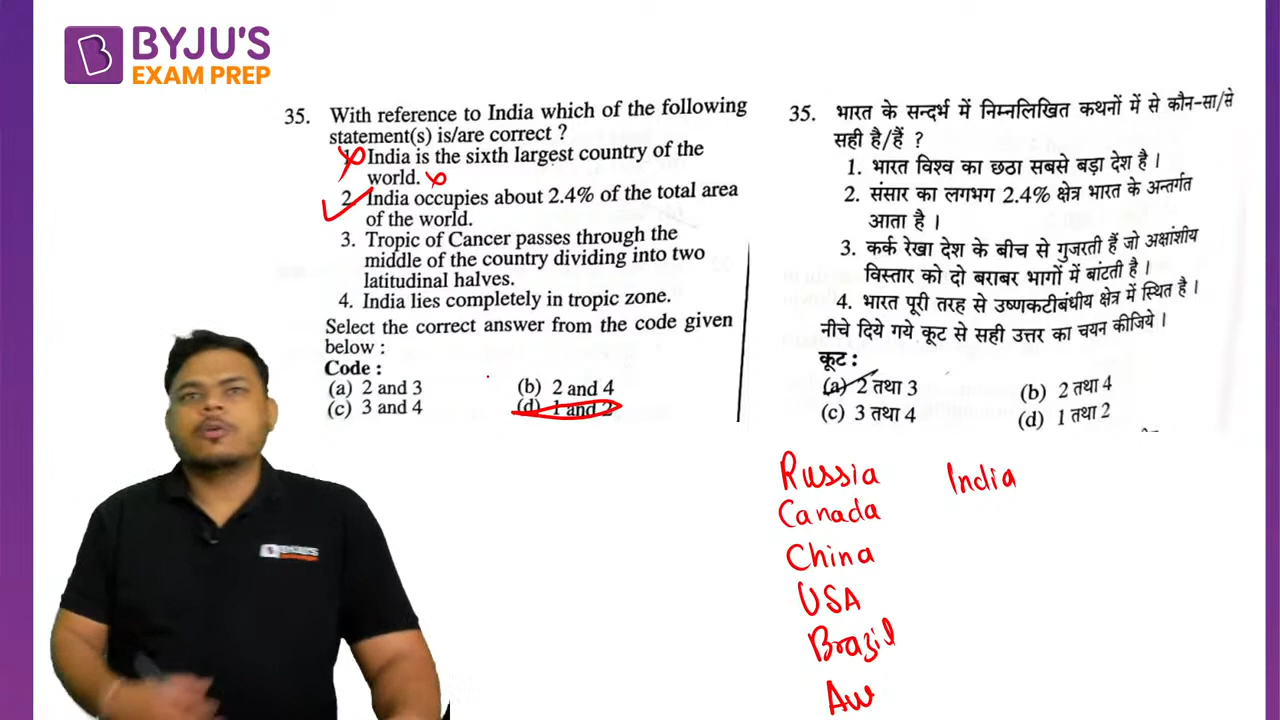 BYJU'S
EXAM PREP
35. With reference to India which of the following
statement(s) is/are correct ?
1. India is the sixth largest country of the
world.
2. India occupies about 2.4% of the total area
of the world.
3. Tropic of Cancer passes through the
middle of the country dividing into two
latitudinal halves.
4. India lies completely in tropic zone.
Select the correct answer from the code given
below :
Code :
(a) 2 and 3 (b) 2 and 4
(c) 3 and 4 (d) 1 and 2
35. भारत के सन्दर्भ में निम्नलिखित कथनों में से कौन-सा/से
सही है/हैं ?
1. भारत विश्व का छठा सबसे बड़ा देश है।
2. संसार का लगभग 2.4% क्षेत्र भारत के अन्तर्गत
आता है।
3. कर्क रेखा देश के बीच से गुजरती हैं जो अक्षांशीय
विस्तार को दो बराबर भागों में बांटती है।
4. भारत पूरी तरह से उष्णकटीबंधीय क्षेत्र में स्थित है।
नीचे दिये गये कूट से सही उत्तर का चयन कीजिये।
कूट :
(a) 2 तथा 3 (b) 2 तथा 4
(c) 3 तथा 4 (d) 1 तथा 2
Russia India
Canada
China
USA
Brazil
BYJU'S